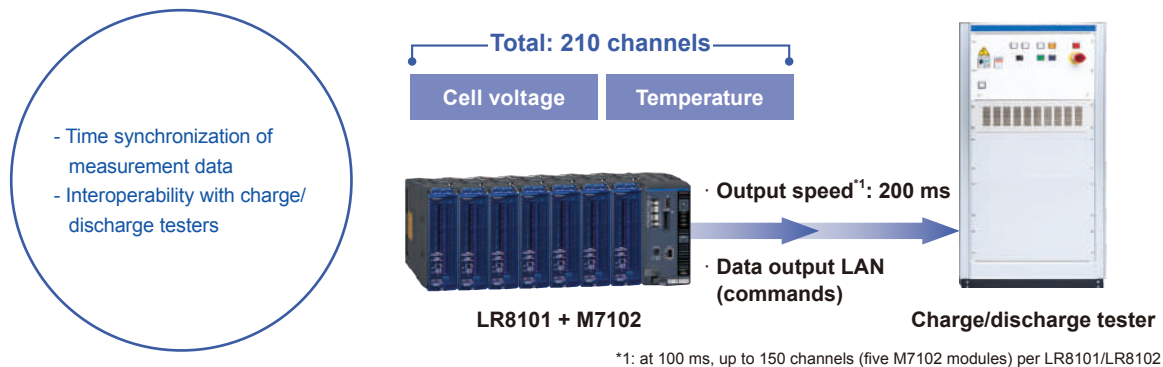 - Time synchronization of
measurement data
- Interoperability with charge/
discharge testers
Total: 210 channels
Cell voltage
Temperature
· Output speed*1: 200 ms
· Data output LAN
(commands)
LR8101 + M7102
Charge/discharge tester
*1: at 100 ms, up to 150 channels (five M7102 modules) per LR8101/LR8102